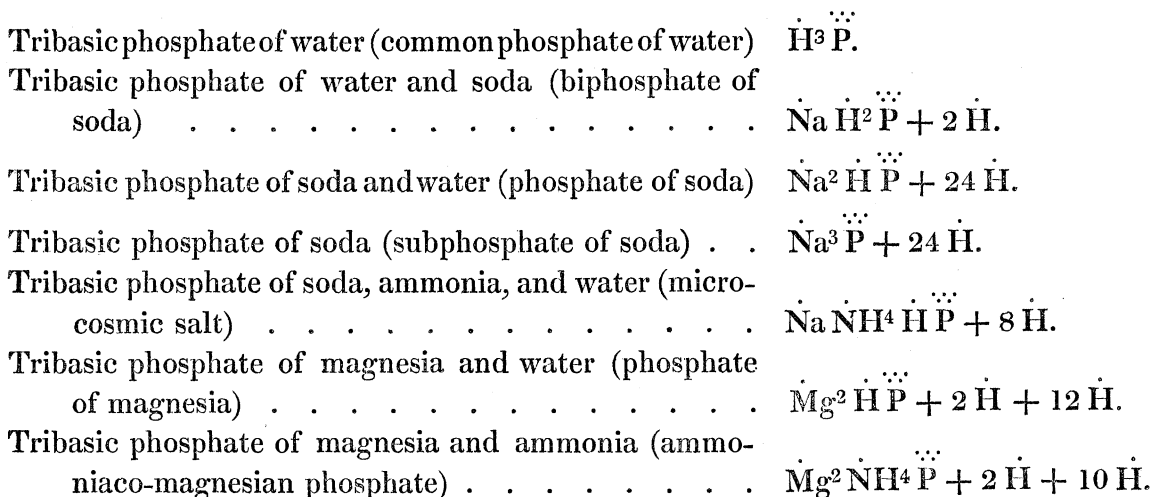 Tribasic phosphate of water (common phosphate of water) Ḣ³ P⃛̈.
Tribasic phosphate of water and soda (biphosphate of
soda) . . . . . . . . . . . . . . . Ṅa Ḣ² P⃛̈ + 2 Ḣ.
Tribasic phosphate of soda and water (phosphate of soda) Ṅa² Ḣ P⃛̈ + 24 Ḣ.
Tribasic phosphate of soda (subphosphate of soda) . . Ṅa³ P⃛̈ + 24 Ḣ.
Tribasic phosphate of soda, ammonia, and water (micro-
cosmic salt) . . . . . . . . . . . . . Ṅa ṄH⁴ Ḣ P⃛̈ + 8 Ḣ.
Tribasic phosphate of magnesia and water (phosphate
of magnesia) . . . . . . . . . . . . . Ṁg² Ḣ P⃛̈ + 2 Ḣ + 12 Ḣ.
Tribasic phosphate of magnesia and ammonia (ammo-
niaco-magnesian phosphate) . . . . . . . . Ṁg² ṄH⁴ P⃛̈ + 2 Ḣ + 10 Ḣ.